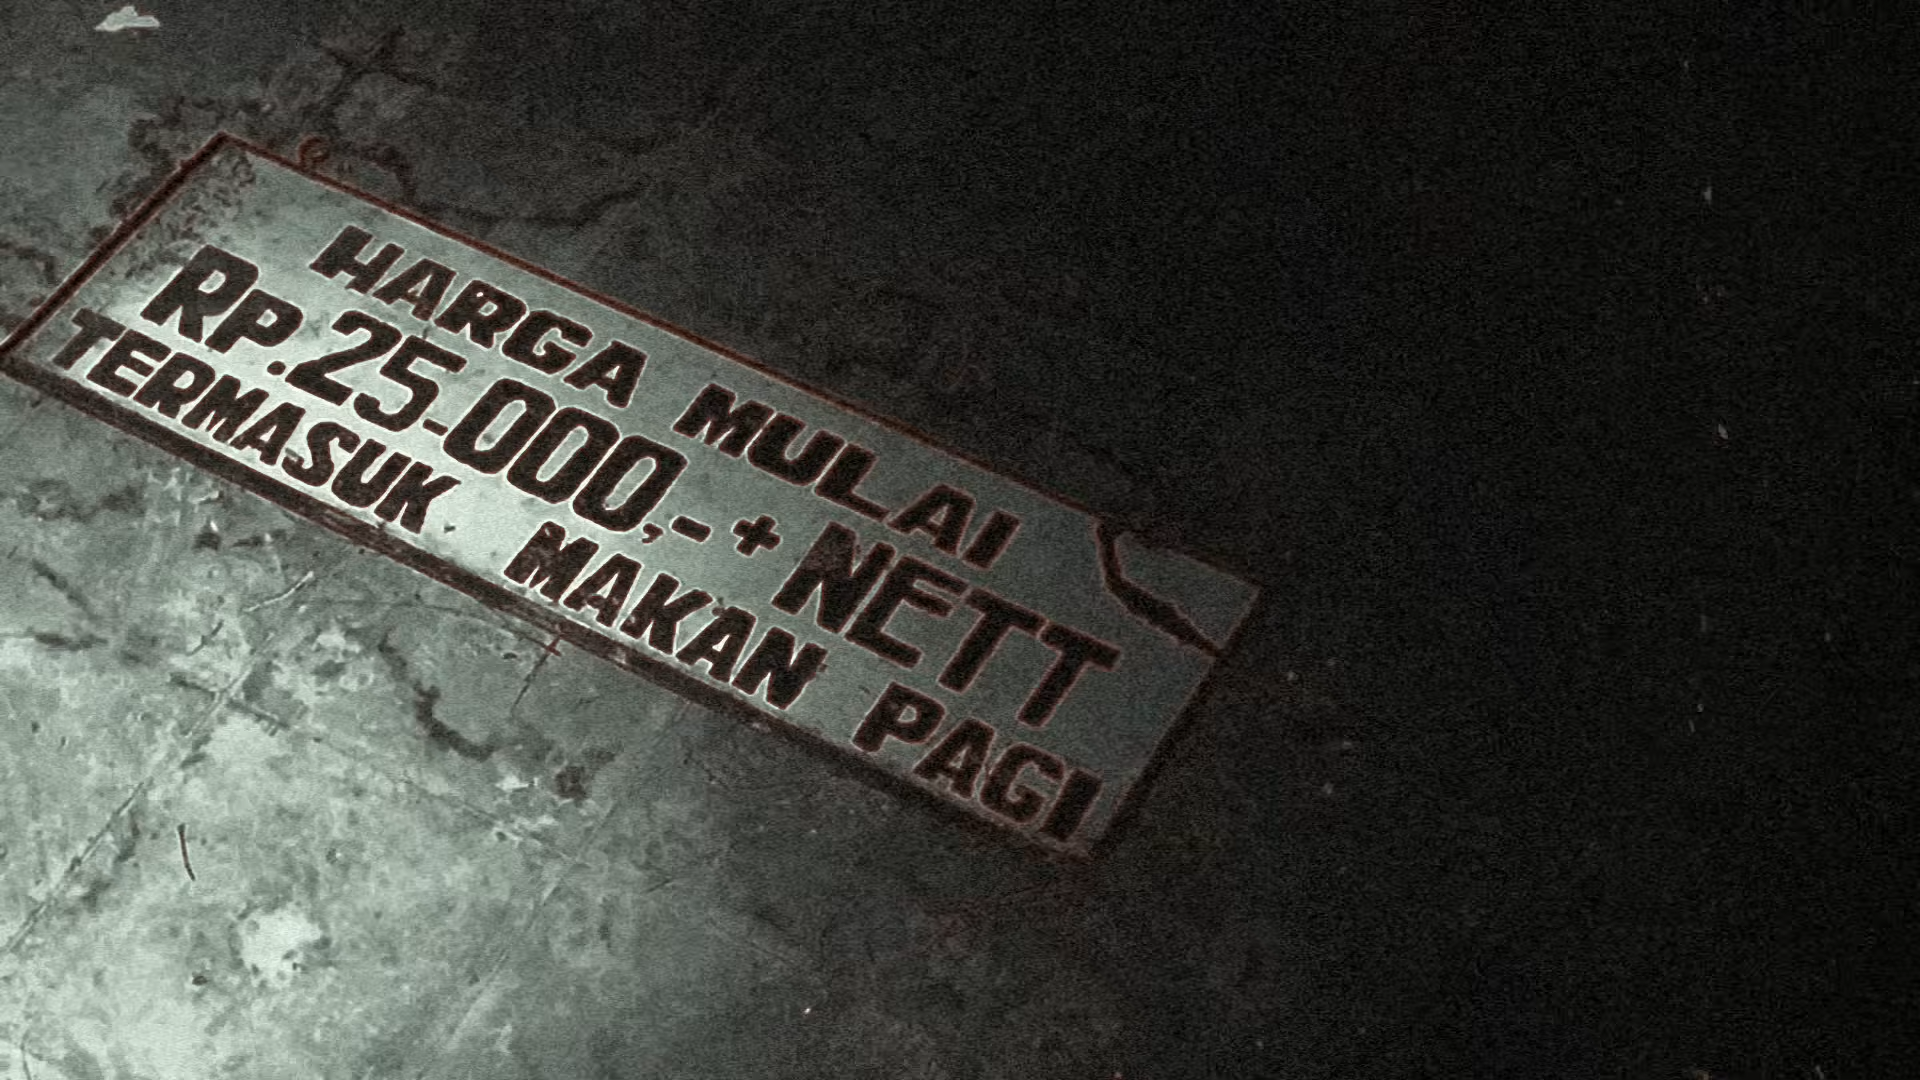 HARGA MULAI
RP.25-000,-+ NETT
TERMASUK MAKAN PAGI